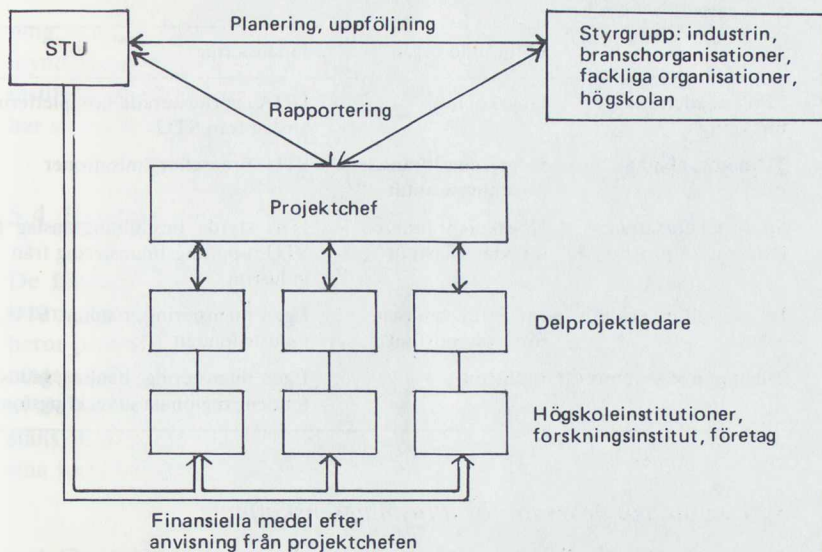 Planering, uppföljning
STU
Styrgrupp: industrin,
branschorganisationer,
fackliga organisationer,
högskolan
Rapportering
Projektchef
Delprojektledare
Högskoleinstitutioner,
forskningsinstitut, företag
Finansiella medel efter
anvisning från projektchefen